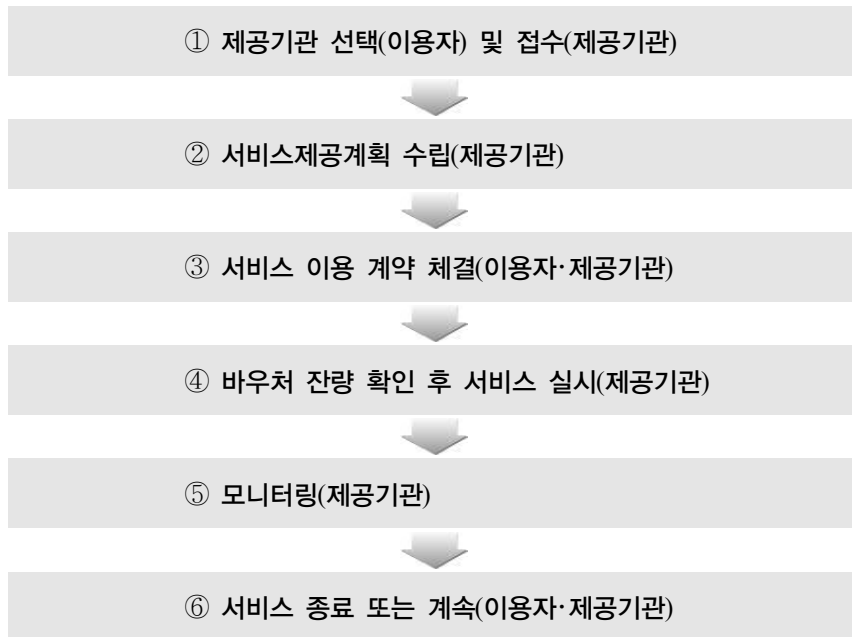 ① 제공기관 선택(이용자) 및 접수(제공기관)
② 서비스제공계획 수립(제공기관)
③ 서비스 이용 계약 체결(이용자·제공기관)
④ 바우처 잔량 확인 후 서비스 실시(제공기관)
⑤ 모니터링(제공기관)
⑥ 서비스 종료 또는 계속(이용자·제공기관)